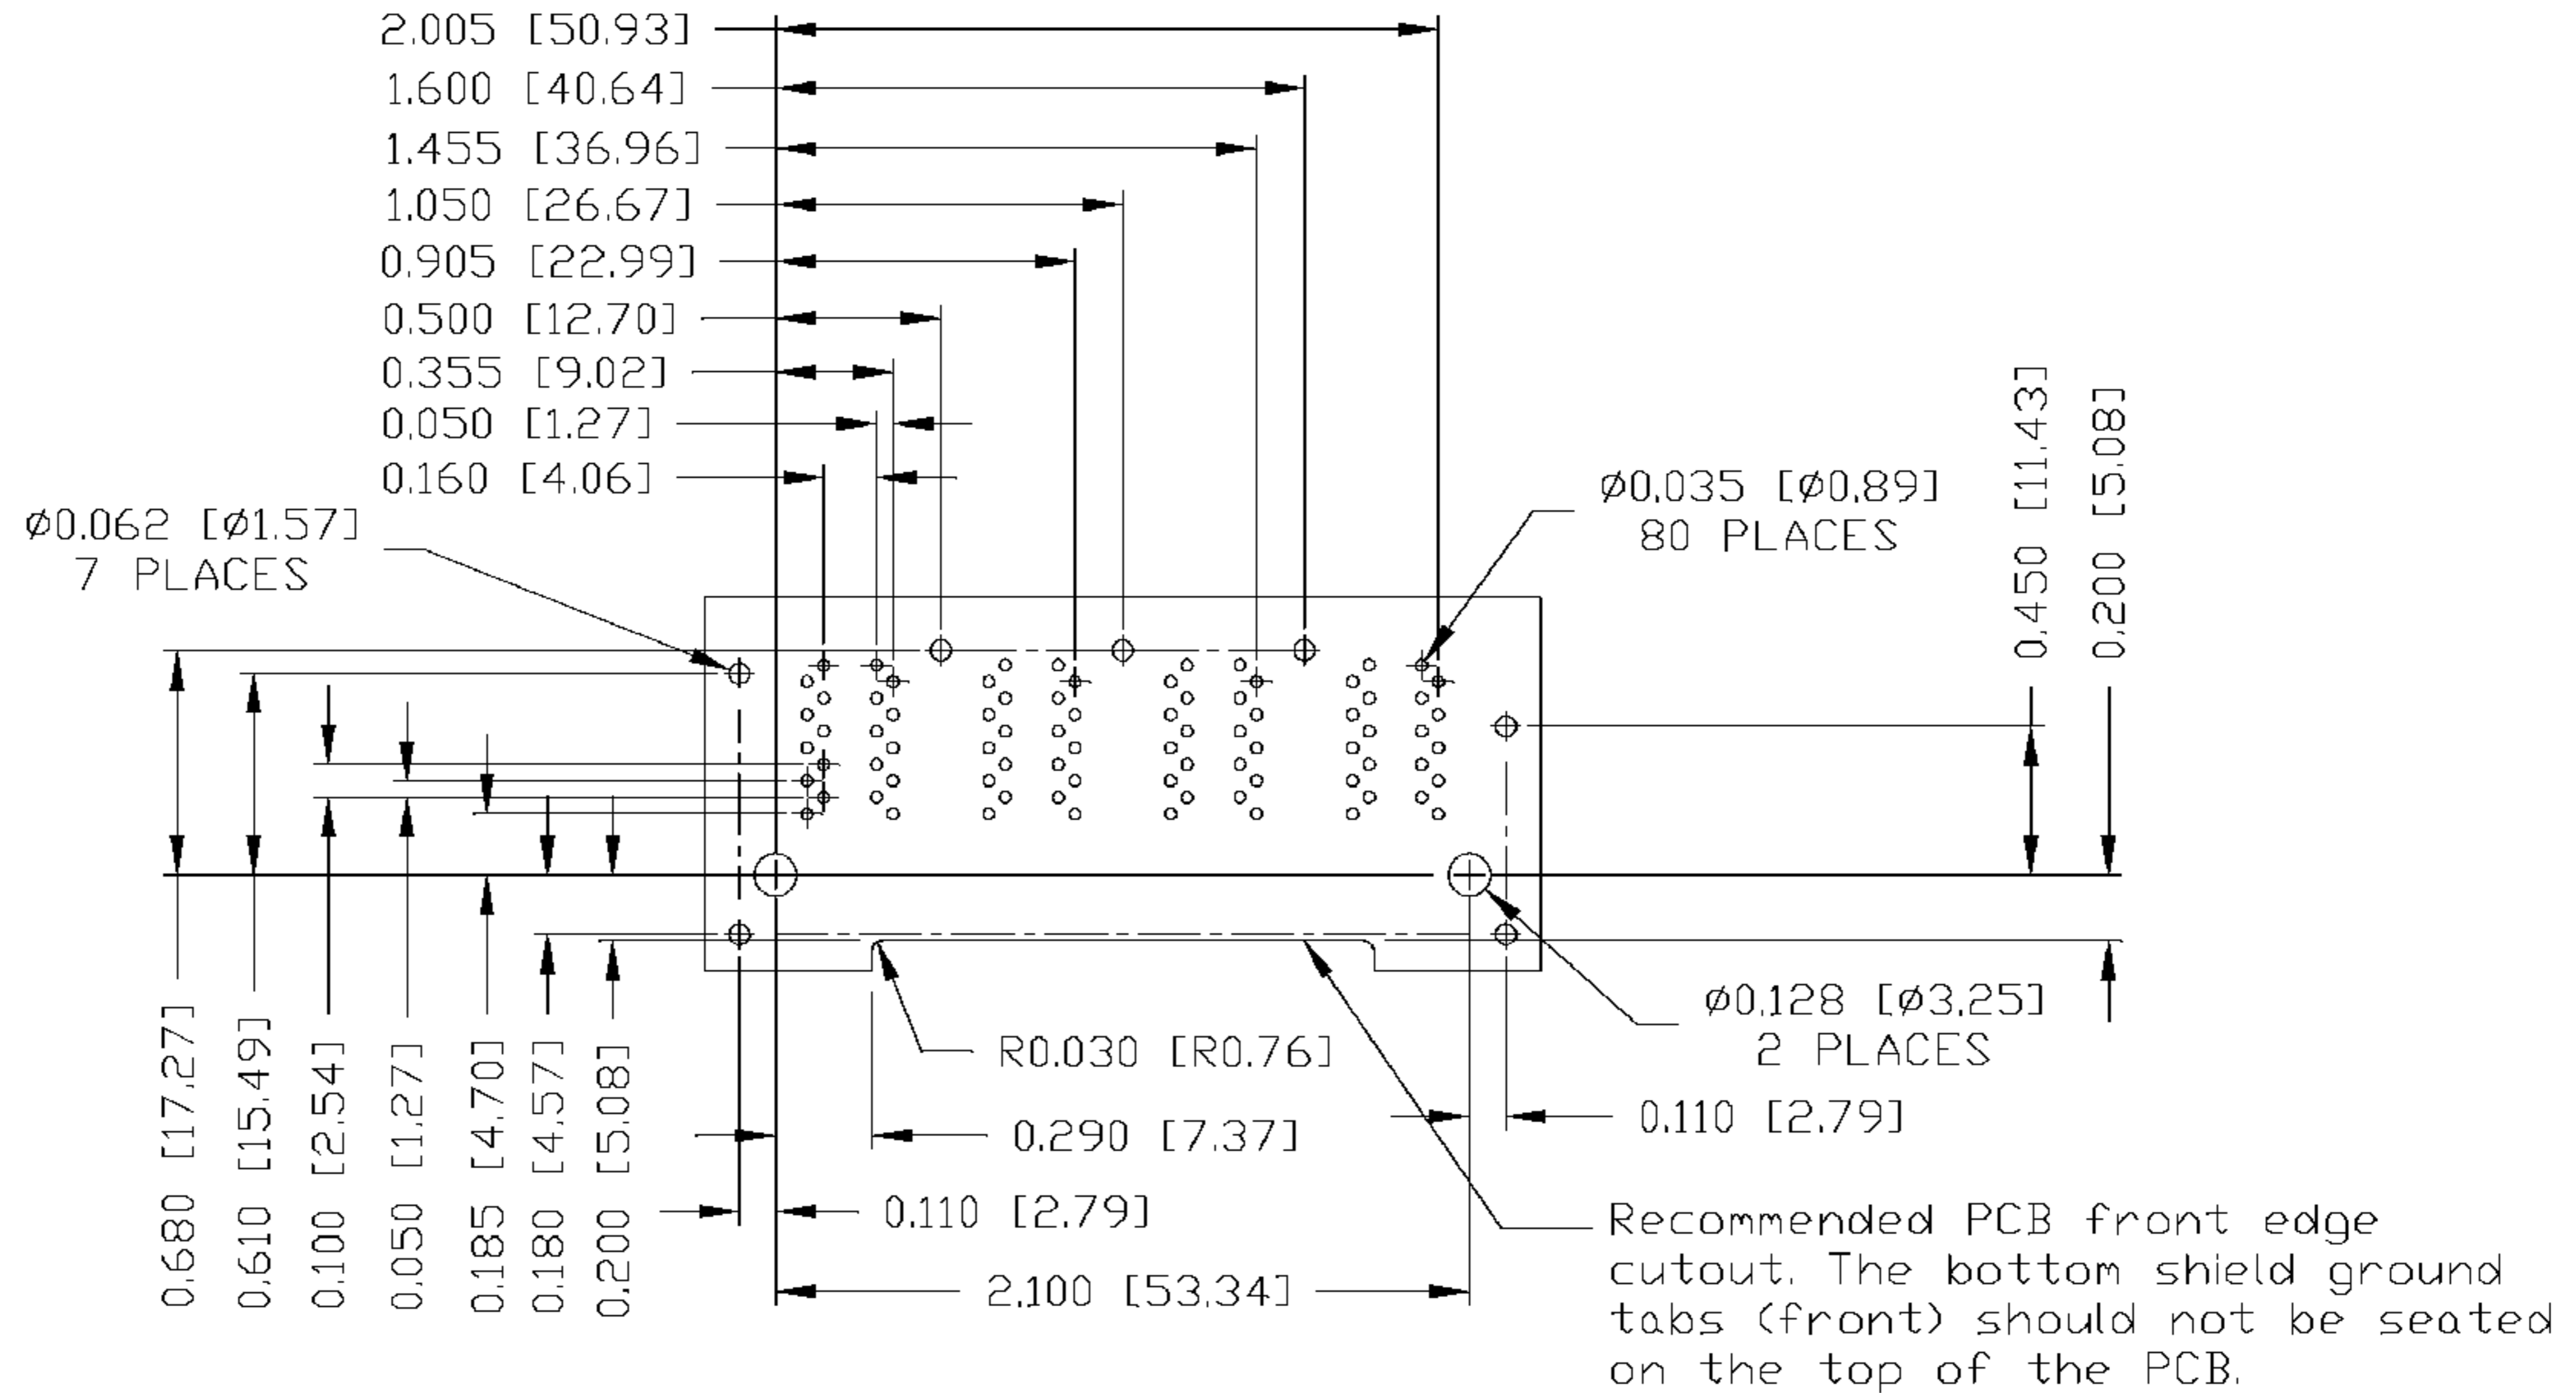 2.005 [50.93]
1.600 [40.64]
1.455 [36.96]
1.050 [26.67]
0.905 [22.99]
0.500 [12.70]
0.355 [9.02]
0.050 [1.27]
0.160 [4.06]
Ø0.062 [Ø1.57]
7 PLACES
Ø0.035 [Ø0.89]
80 PLACES
0.450 [11.43]
0.200 [5.08]
0.680 [17.27]
0.610 [15.49]
0.100 [2.54]
0.050 [1.27]
0.185 [4.70]
0.180 [4.57]
0.200 [5.08]
R0.030 [R0.76]
0.290 [7.37]
0.110 [2.79]
2.100 [53.34]
Ø0.128 [Ø3.25]
2 PLACES
0.110 [2.79]
Recommended PCB front edge
cutout. The bottom shield ground
tabs (front) should not be seated
on the top of the PCB.